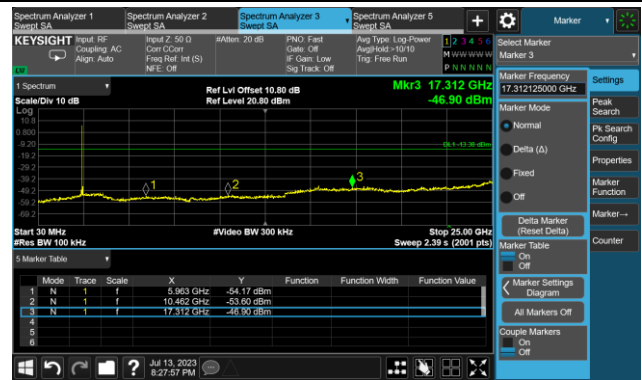 Spectrum Analyzer 1
Swept SA
Spectrum Analyzer 2
Swept SA
Spectrum Analyzer 3
Swept SA
Spectrum Analyzer 5
Swept SA
Marker
KEYSIGHT
Input: RF
Coupling: AC
Align: Auto
Input Z: 50 Ω
Corr CCorr
Freq Ref: Int (S)
NFE: Off
#Atten: 20 dB
PNO: Fast
Gate: Off
IF Gain: Low
Sig Track: Off
Avg Type: Log-Power
Avg|Hold:>10/10
Trig: Free Run
1 2 3 4 5 6
M W W W W W
P N N N N N
Select Marker
Marker 3
1 Spectrum
Scale/Div 10 dB
Ref Lvl Offset 10.80 dB
Ref Level 20.80 dBm
Mkr3 17.312 GHz
-46.90 dBm
Log
10.8
0.800
-9.20
-19.2
-29.2
-39.2
-49.2
-59.2
-69.2
DL1 -13.39 dBm
1
2
3
Start 30 MHz
#Res BW 100 kHz
#Video BW 300 kHz
Stop 25.00 GHz
Sweep 2.39 s (2001 pts)
5 Marker Table
Mode Trace Scale X Y Function Function Width Function Value
1 N 1 f 5.963 GHz -54.17 dBm
2 N 1 f 10.462 GHz -53.60 dBm
3 N 1 f 17.312 GHz -46.90 dBm
4
5
6
Marker Frequency
17.312125000 GHz
Marker Mode
Normal
Delta (Δ)
Fixed
Off
Delta Marker
(Reset Delta)
Marker Table
On
Off
Marker Settings
Diagram
All Markers Off
Couple Markers
On
Off
Settings
Peak
Search
Pk Search
Config
Properties
Marker
Function
Marker→
Counter
Jul 13, 2023
8:27:57 PM